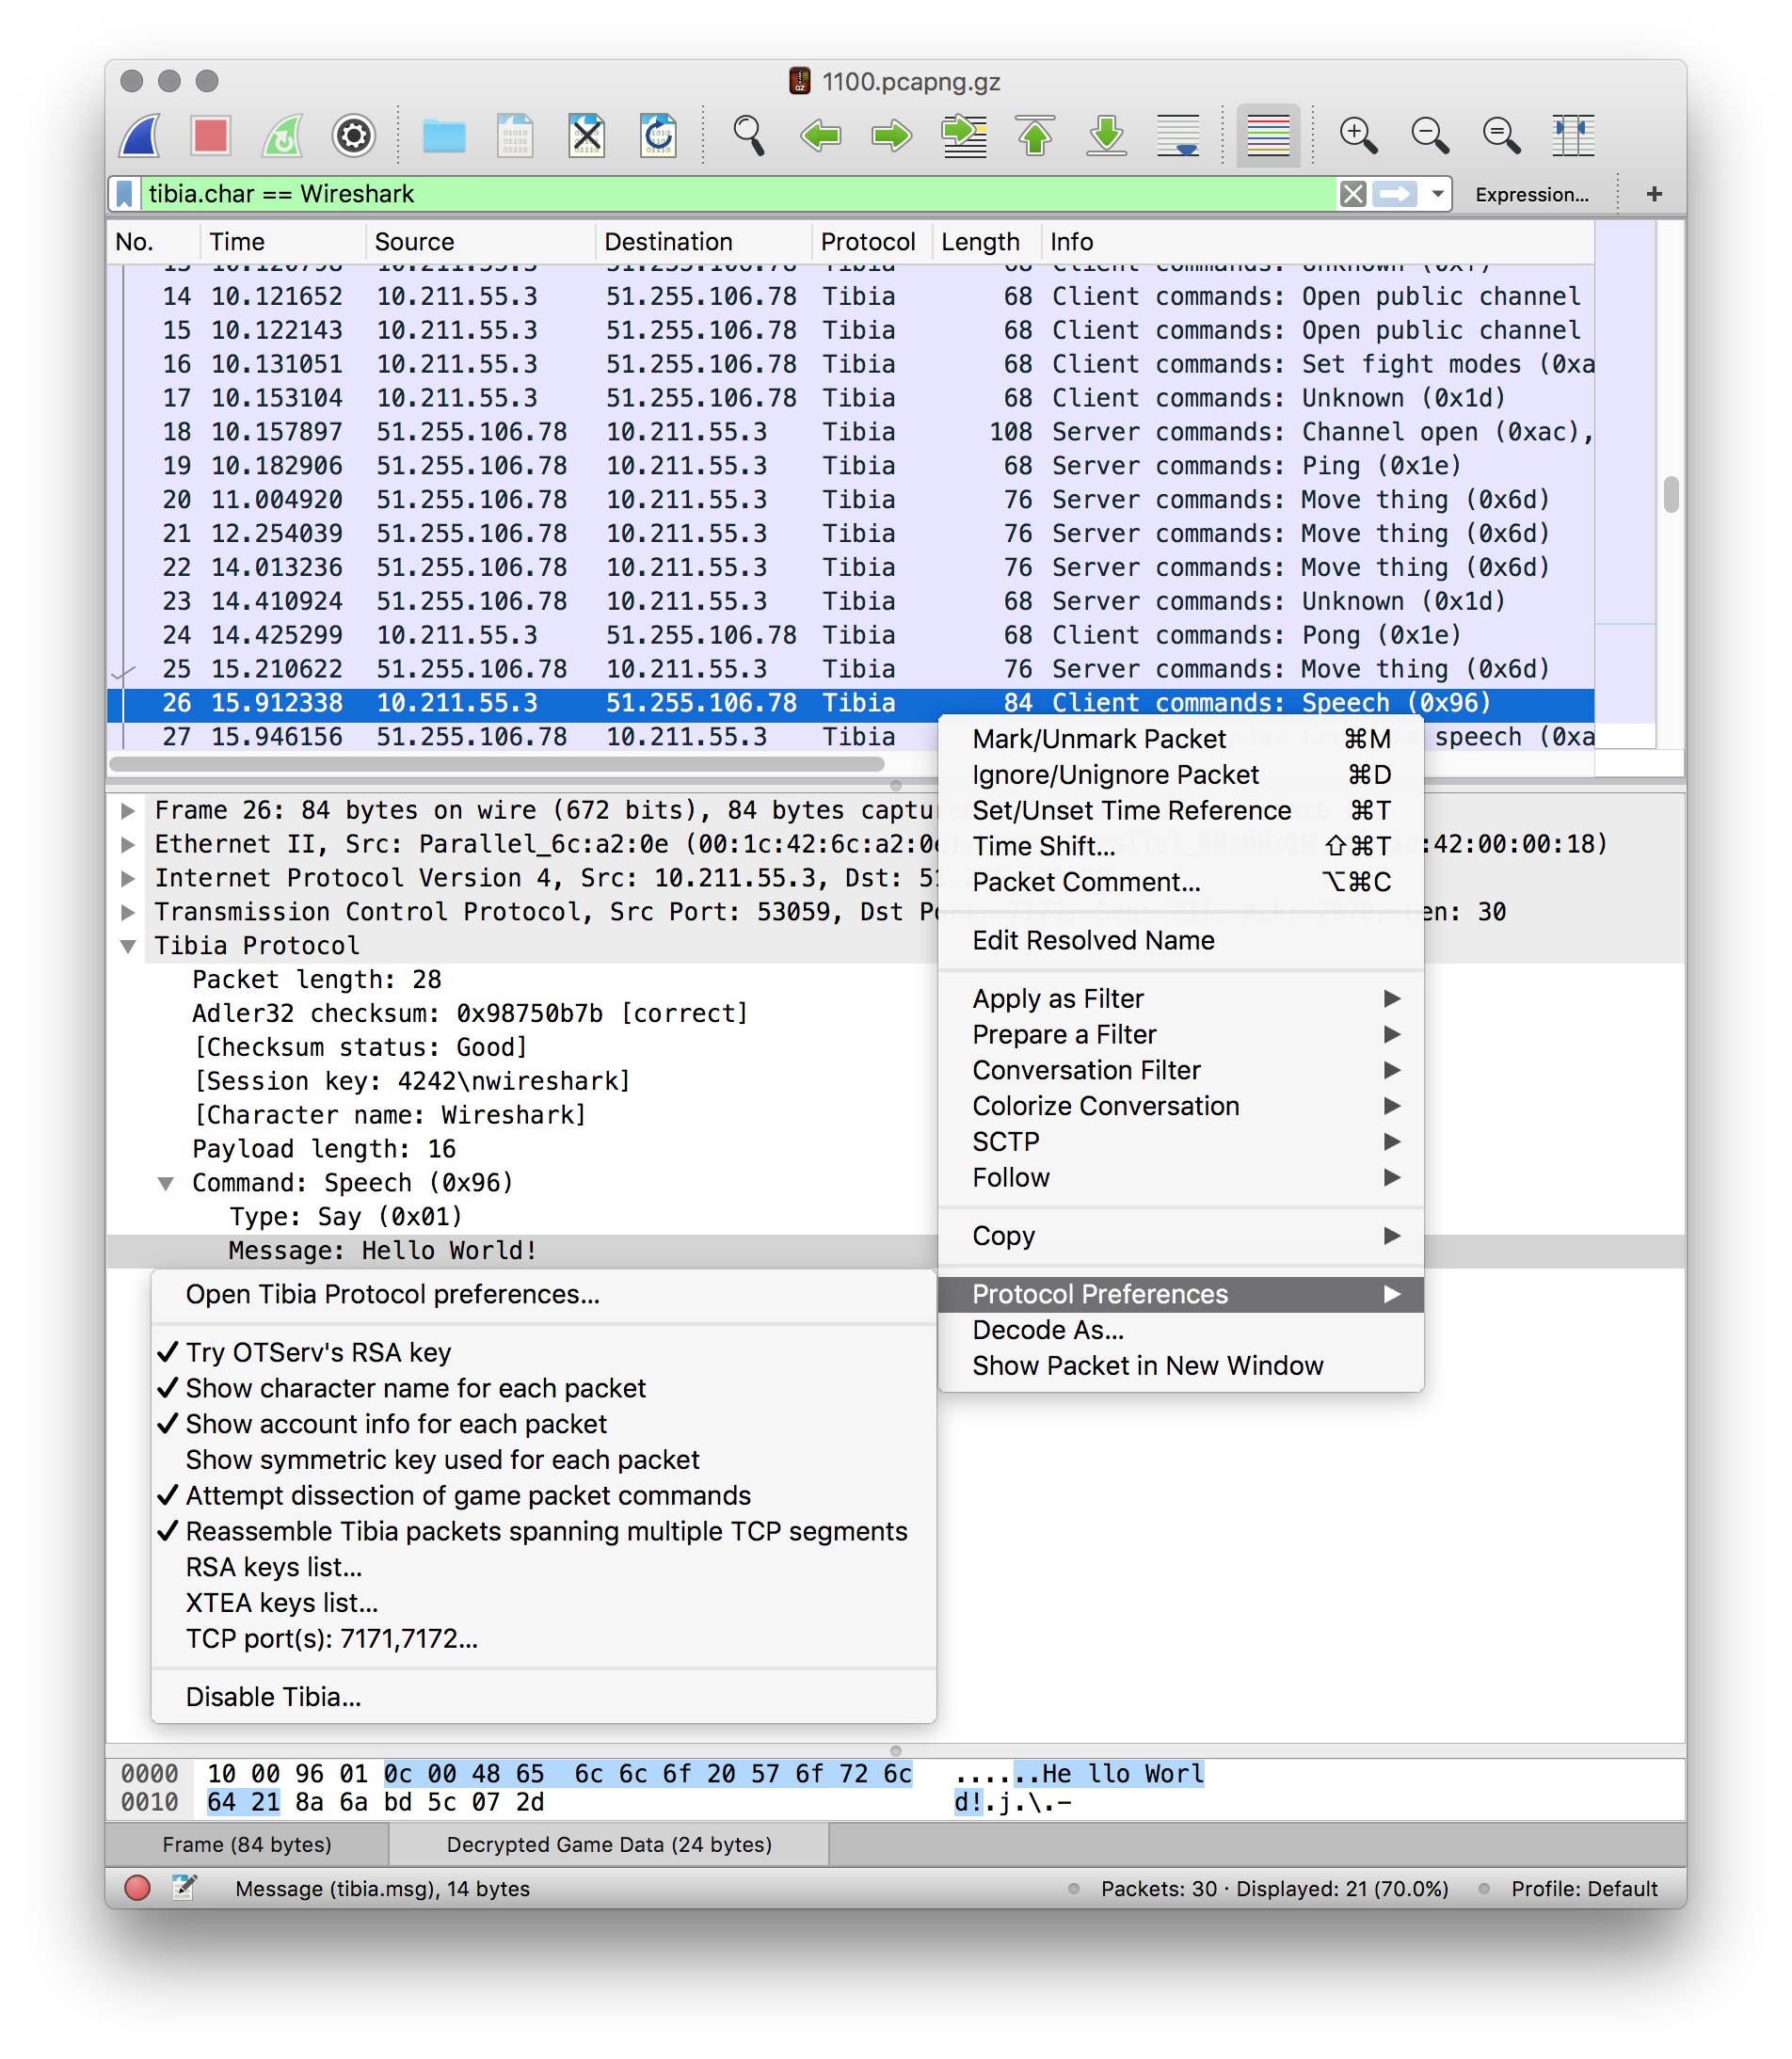 1100.pcapng.gz
tibia.char == Wireshark
Expression...
+
No. Time Source Destination Protocol Length Info
14 10.121652 10.211.55.3 51.255.106.78 Tibia 68 Client commands: Open public channel
15 10.122143 10.211.55.3 51.255.106.78 Tibia 68 Client commands: Open public channel
16 10.131051 10.211.55.3 51.255.106.78 Tibia 68 Client commands: Set fight modes (0xa
17 10.153104 10.211.55.3 51.255.106.78 Tibia 68 Client commands: Unknown (0x1d)
18 10.157897 51.255.106.78 10.211.55.3 Tibia 108 Server commands: Channel open (0xac),
19 10.182906 51.255.106.78 10.211.55.3 Tibia 68 Server commands: Ping (0x1e)
20 11.004920 51.255.106.78 10.211.55.3 Tibia 76 Server commands: Move thing (0x6d)
21 12.254039 51.255.106.78 10.211.55.3 Tibia 76 Server commands: Move thing (0x6d)
22 14.013236 51.255.106.78 10.211.55.3 Tibia 76 Server commands: Move thing (0x6d)
23 14.410924 51.255.106.78 10.211.55.3 Tibia 68 Server commands: Unknown (0x1d)
24 14.425299 10.211.55.3 51.255.106.78 Tibia 68 Client commands: Pong (0x1e)
25 15.210622 51.255.106.78 10.211.55.3 Tibia 76 Server commands: Move thing (0x6d)
26 15.912338 10.211.55.3 51.255.106.78 Tibia 84 Client commands: Speech (0x96)
27 15.946156 51.255.106.78 10.211.55.3 Tibia speech (0xa
Mark/Unmark Packet ⌘M
Ignore/Unignore Packet ⌘D
Set/Unset Time Reference ⌘T
Time Shift... ⇧⌘T
Packet Comment... ⌥⌘C
Edit Resolved Name
Apply as Filter
Prepare a Filter
Conversation Filter
Colorize Conversation
SCTP
Follow
Copy
Protocol Preferences
Decode As...
Show Packet in New Window
Frame 26: 84 bytes on wire (672 bits), 84 bytes captur
Ethernet II, Src: Parallel_6c:a2:0e (00:1c:42:6c:a2:0e :42:00:00:18)
Internet Protocol Version 4, Src: 10.211.55.3, Dst: 5
Transmission Control Protocol, Src Port: 53059, Dst P en: 30
Tibia Protocol
Packet length: 28
Adler32 checksum: 0x98750b7b [correct]
[Checksum status: Good]
[Session key: 4242\nwireshark]
[Character name: Wireshark]
Payload length: 16
Command: Speech (0x96)
Type: Say (0x01)
Message: Hello World!
Open Tibia Protocol preferences...
✓ Try OTServ's RSA key
✓ Show character name for each packet
✓ Show account info for each packet
Show symmetric key used for each packet
✓ Attempt dissection of game packet commands
✓ Reassemble Tibia packets spanning multiple TCP segments
RSA keys list...
XTEA keys list...
TCP port(s): 7171,7172...
Disable Tibia...
0000 10 00 96 01 0c 00 48 65 6c 6c 6f 20 57 6f 72 6c ......He llo Worl
0010 64 21 8a 6a bd 5c 07 2d d!.j.\.-
Frame (84 bytes) Decrypted Game Data (24 bytes)
Message (tibia.msg), 14 bytes Packets: 30 · Displayed: 21 (70.0%) Profile: Default